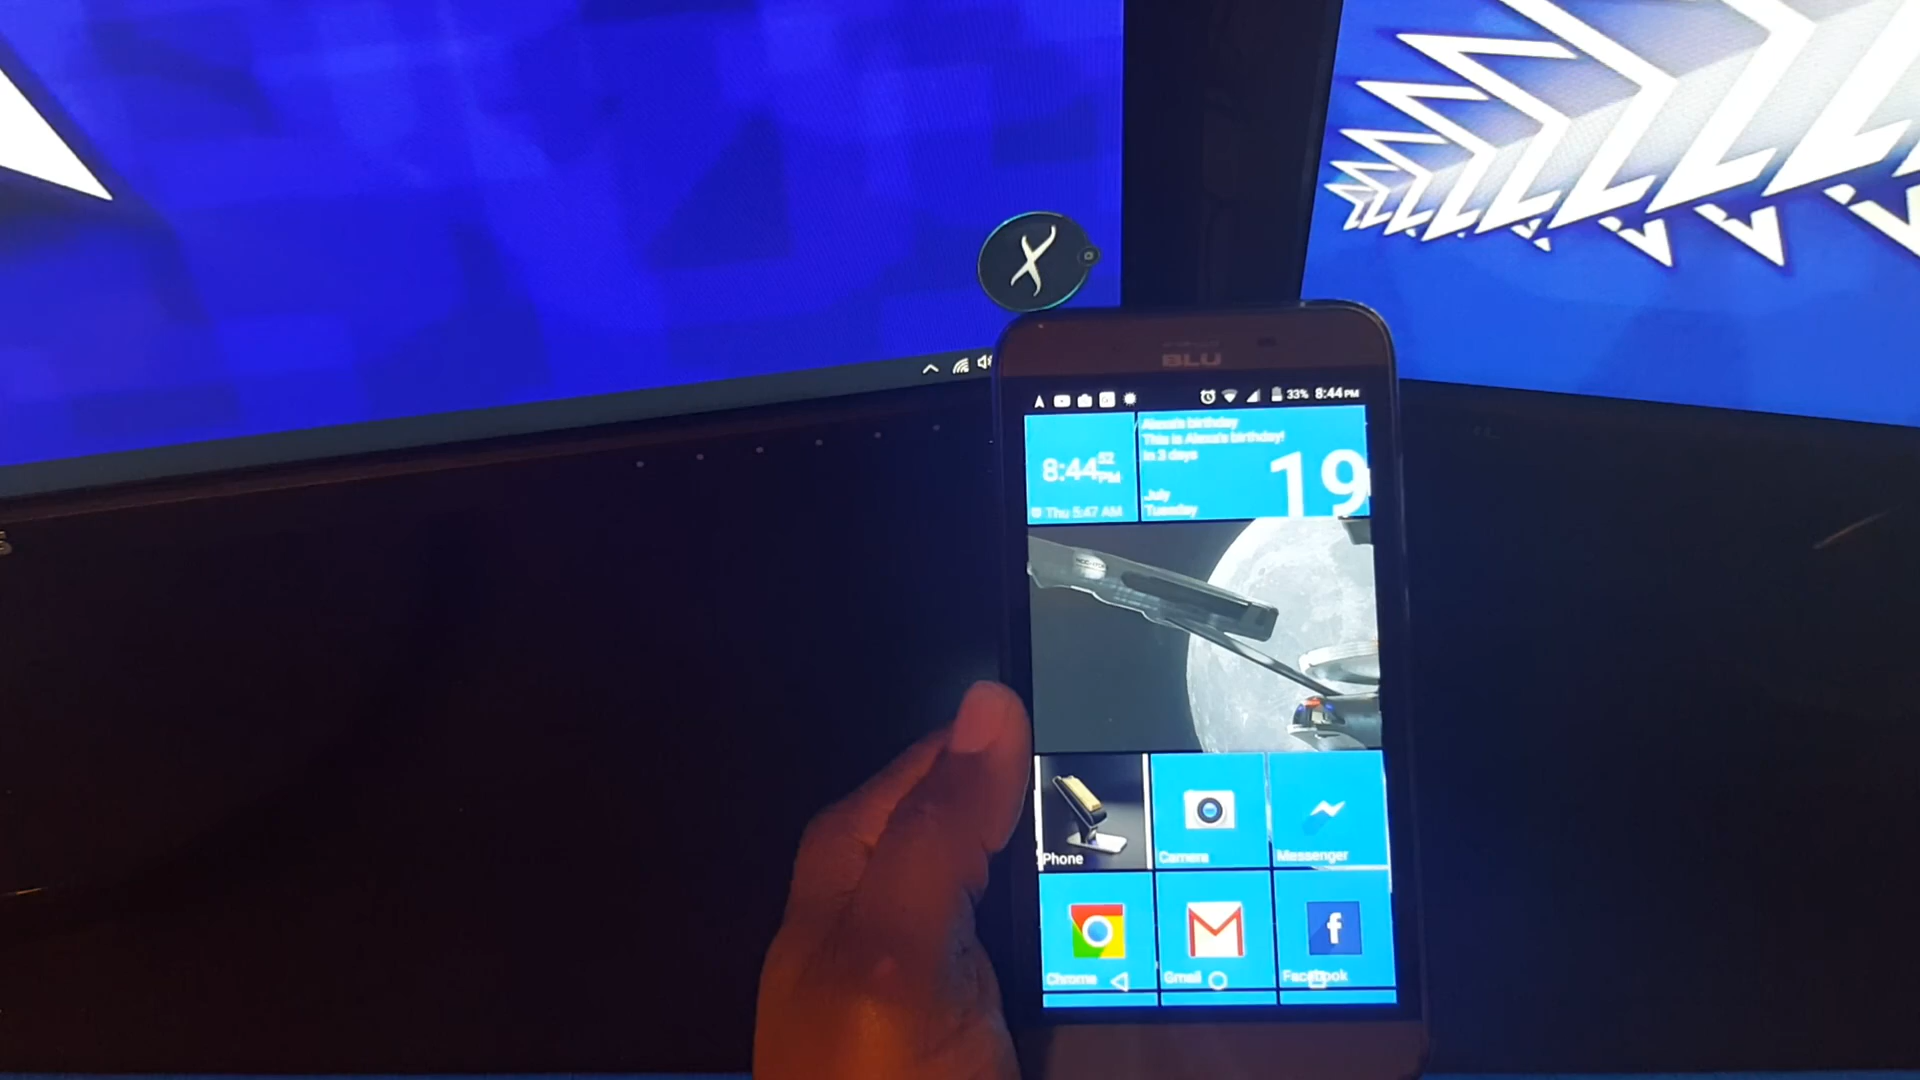 BLU
33% 8:44 PM
8:44 52 PM
Thu 5:47 AM
Alexa's birthday
This is Alexa's birthday!
in 3 days
19
July
Tuesday
Phone
Camera
Messenger
Chrome
Gmail
Facebook